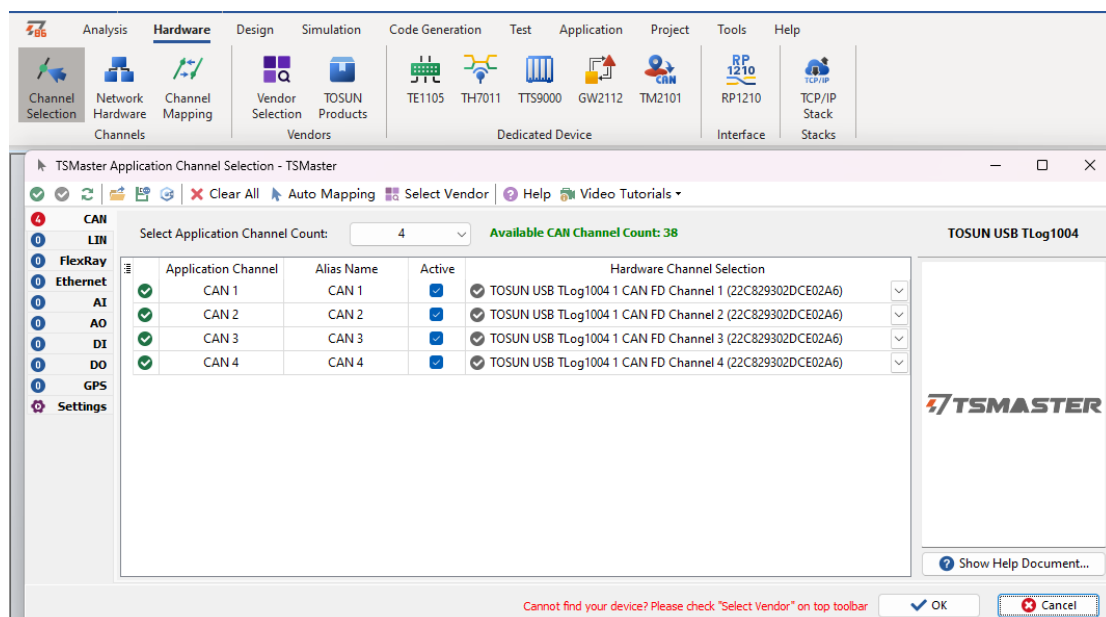 Analysis Hardware Design Simulation Code Generation Test Application Project Tools Help
Channel Selection
Network Hardware
Channel Mapping
Channels
Vendor Selection
TOSUN Products
Vendors
TE1105
TH7011
TTS9000
GW2112
CAN
TM2101
Dedicated Device
RP 1210
RP1210
Interface
TCP/IP
TCP/IP Stack
Stacks
TSMaster Application Channel Selection - TSMaster
Clear All Auto Mapping Select Vendor Help Video Tutorials
4 CAN
0 LIN
0 FlexRay
0 Ethernet
0 AI
0 AO
0 DI
0 DO
0 GPS
Settings
Select Application Channel Count: 4 Available CAN Channel Count: 38
Application Channel Alias Name Active Hardware Channel Selection
CAN 1 CAN 1 TOSUN USB TLog1004 1 CAN FD Channel 1 (22C829302DCE02A6)
CAN 2 CAN 2 TOSUN USB TLog1004 1 CAN FD Channel 2 (22C829302DCE02A6)
CAN 3 CAN 3 TOSUN USB TLog1004 1 CAN FD Channel 3 (22C829302DCE02A6)
CAN 4 CAN 4 TOSUN USB TLog1004 1 CAN FD Channel 4 (22C829302DCE02A6)
TOSUN USB TLog1004
TSMASTER
Show Help Document...
Cannot find your device? Please check "Select Vendor" on top toolbar
OK
Cancel